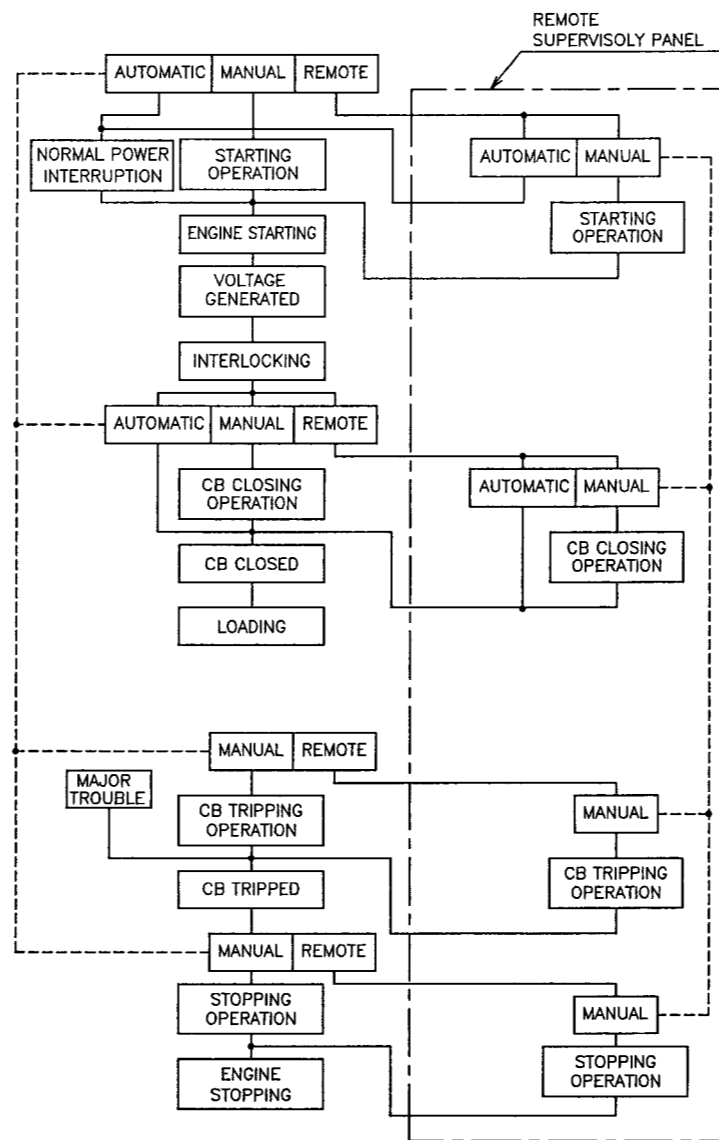 REMOTE
SUPERVISOLY PANEL
AUTOMATIC MANUAL REMOTE
NORMAL POWER
INTERRUPTION
STARTING
OPERATION
AUTOMATIC MANUAL
STARTING
OPERATION
ENGINE STARTING
VOLTAGE
GENERATED
INTERLOCKING
AUTOMATIC MANUAL REMOTE
CB CLOSING
OPERATION
AUTOMATIC MANUAL
CB CLOSING
OPERATION
CB CLOSED
LOADING
MANUAL REMOTE
MAJOR
TROUBLE
CB TRIPPING
OPERATION
MANUAL
CB TRIPPING
OPERATION
CB TRIPPED
MANUAL REMOTE
STOPPING
OPERATION
MANUAL
STOPPING
OPERATION
ENGINE
STOPPING